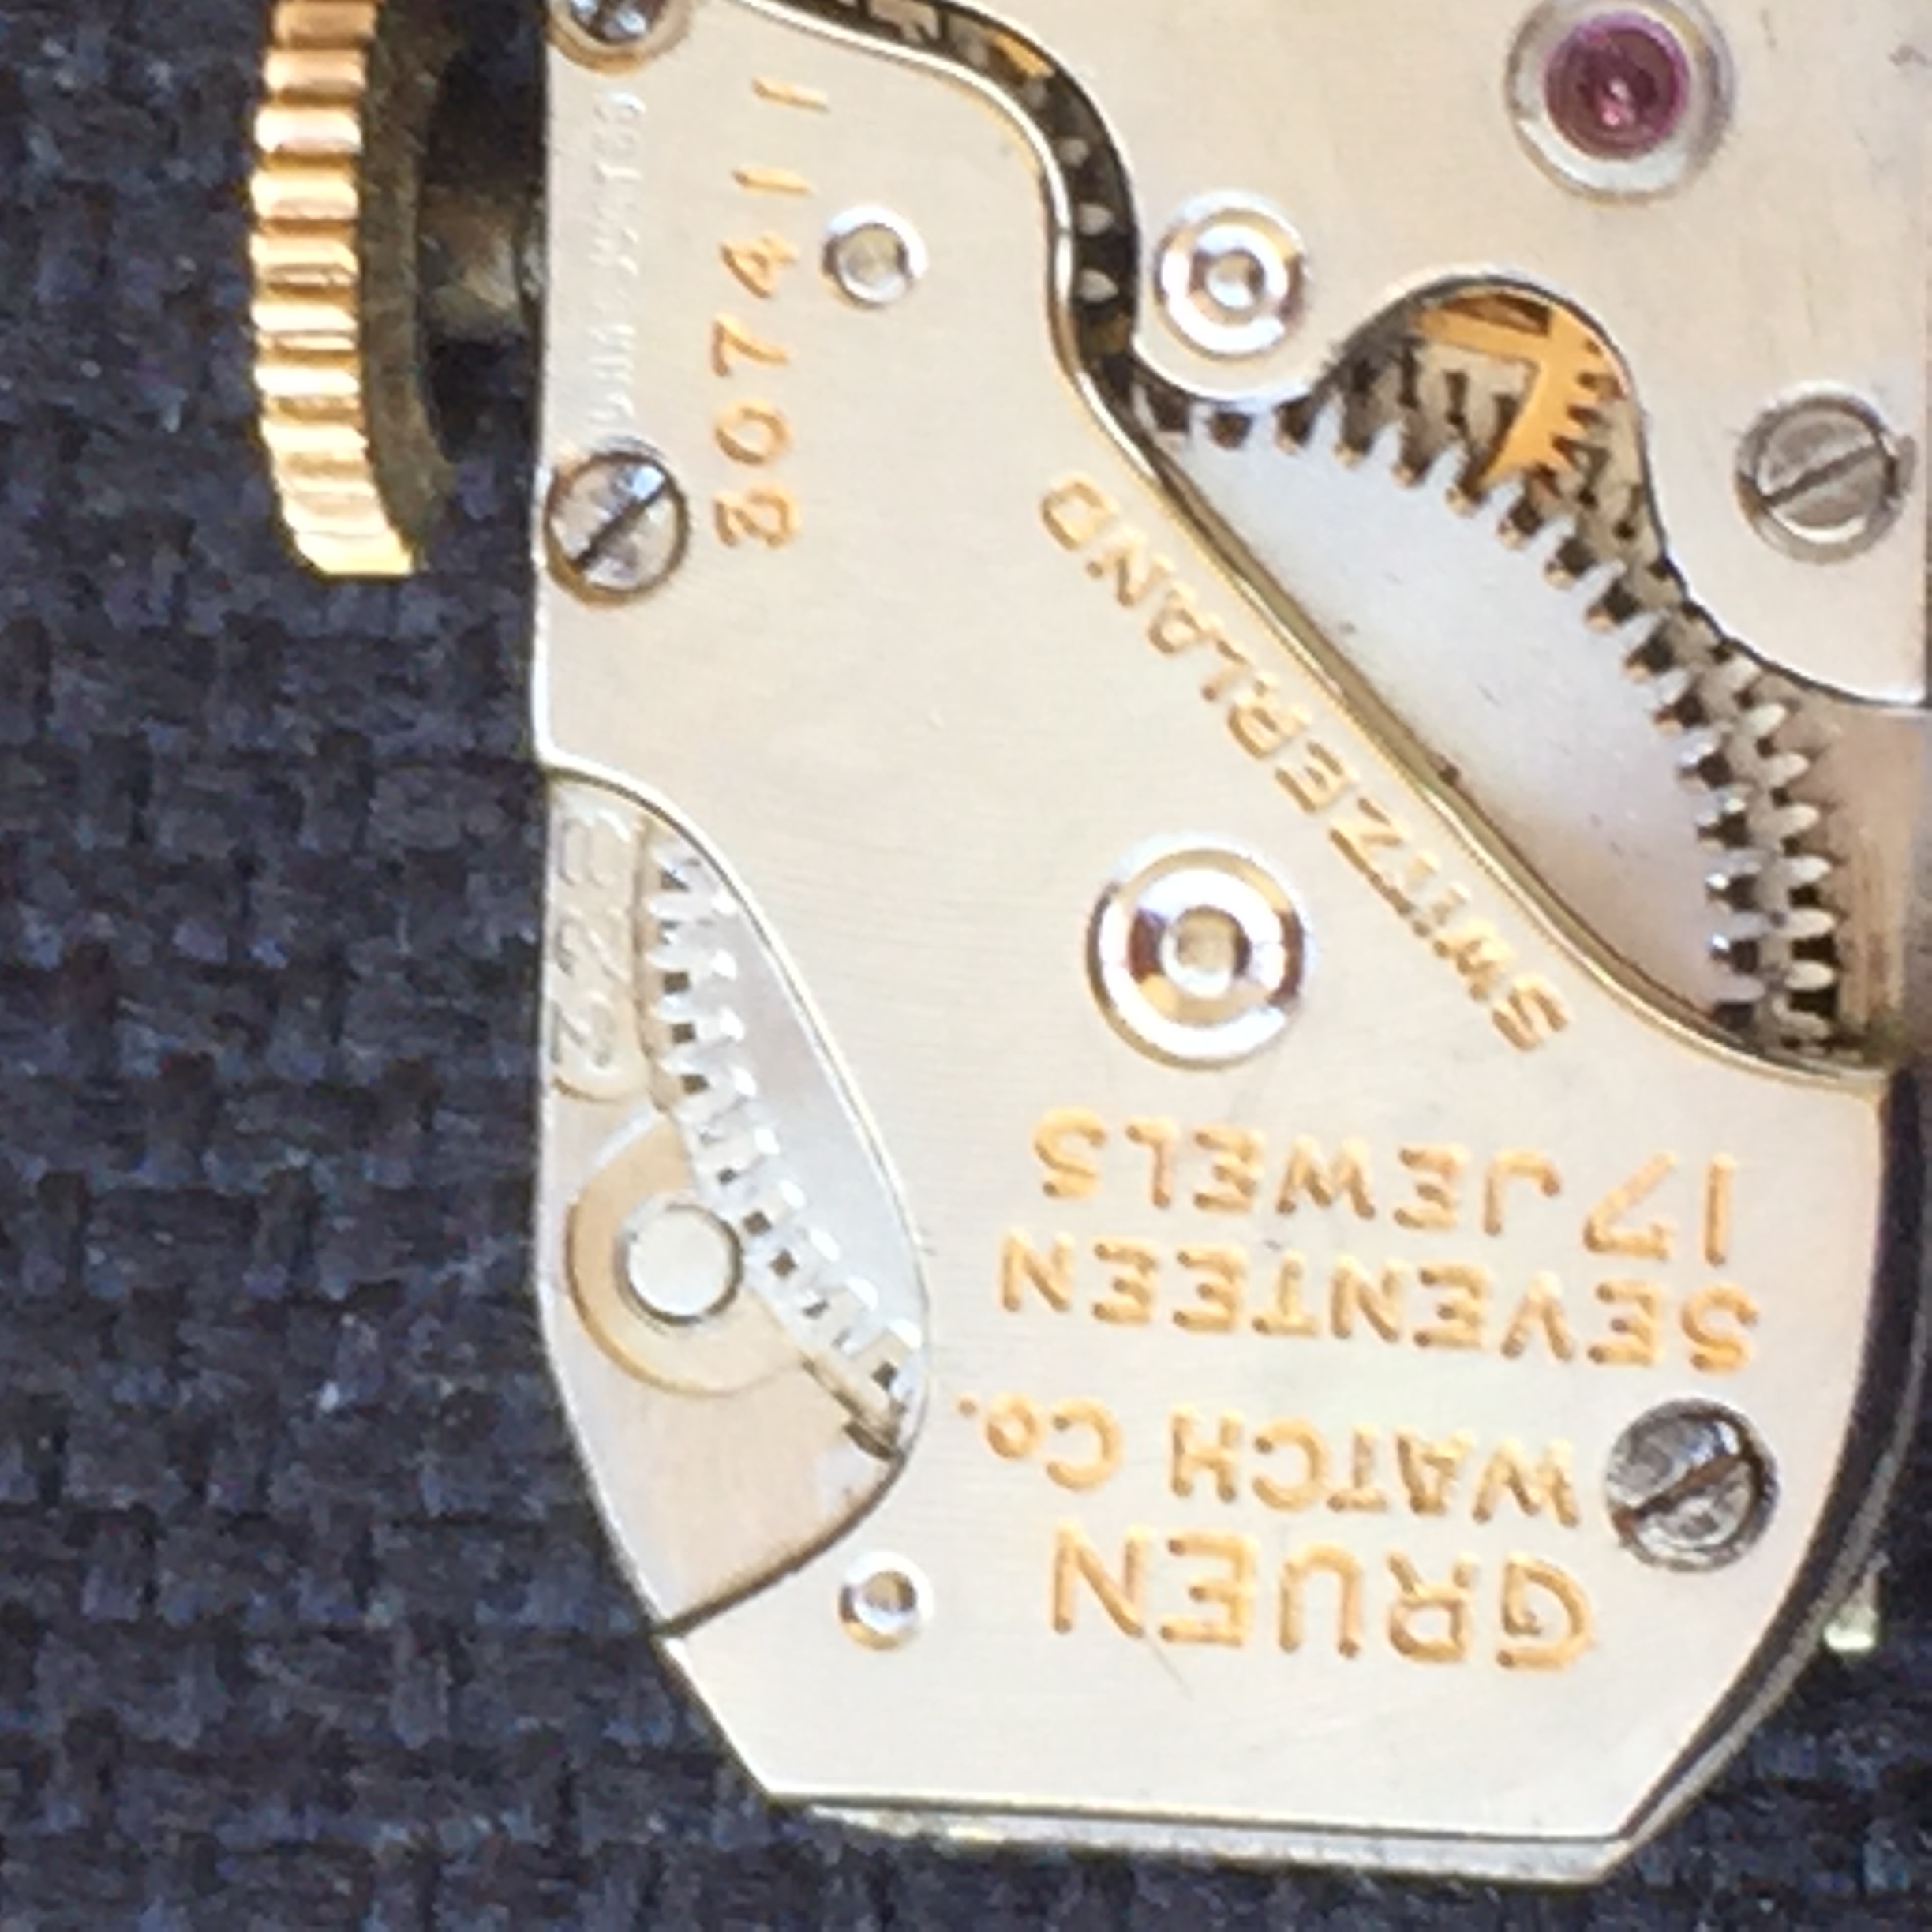 GRUEN
WATCH Co.
SEVENTEEN
17 JEWELS
SWITZERLAND
307411